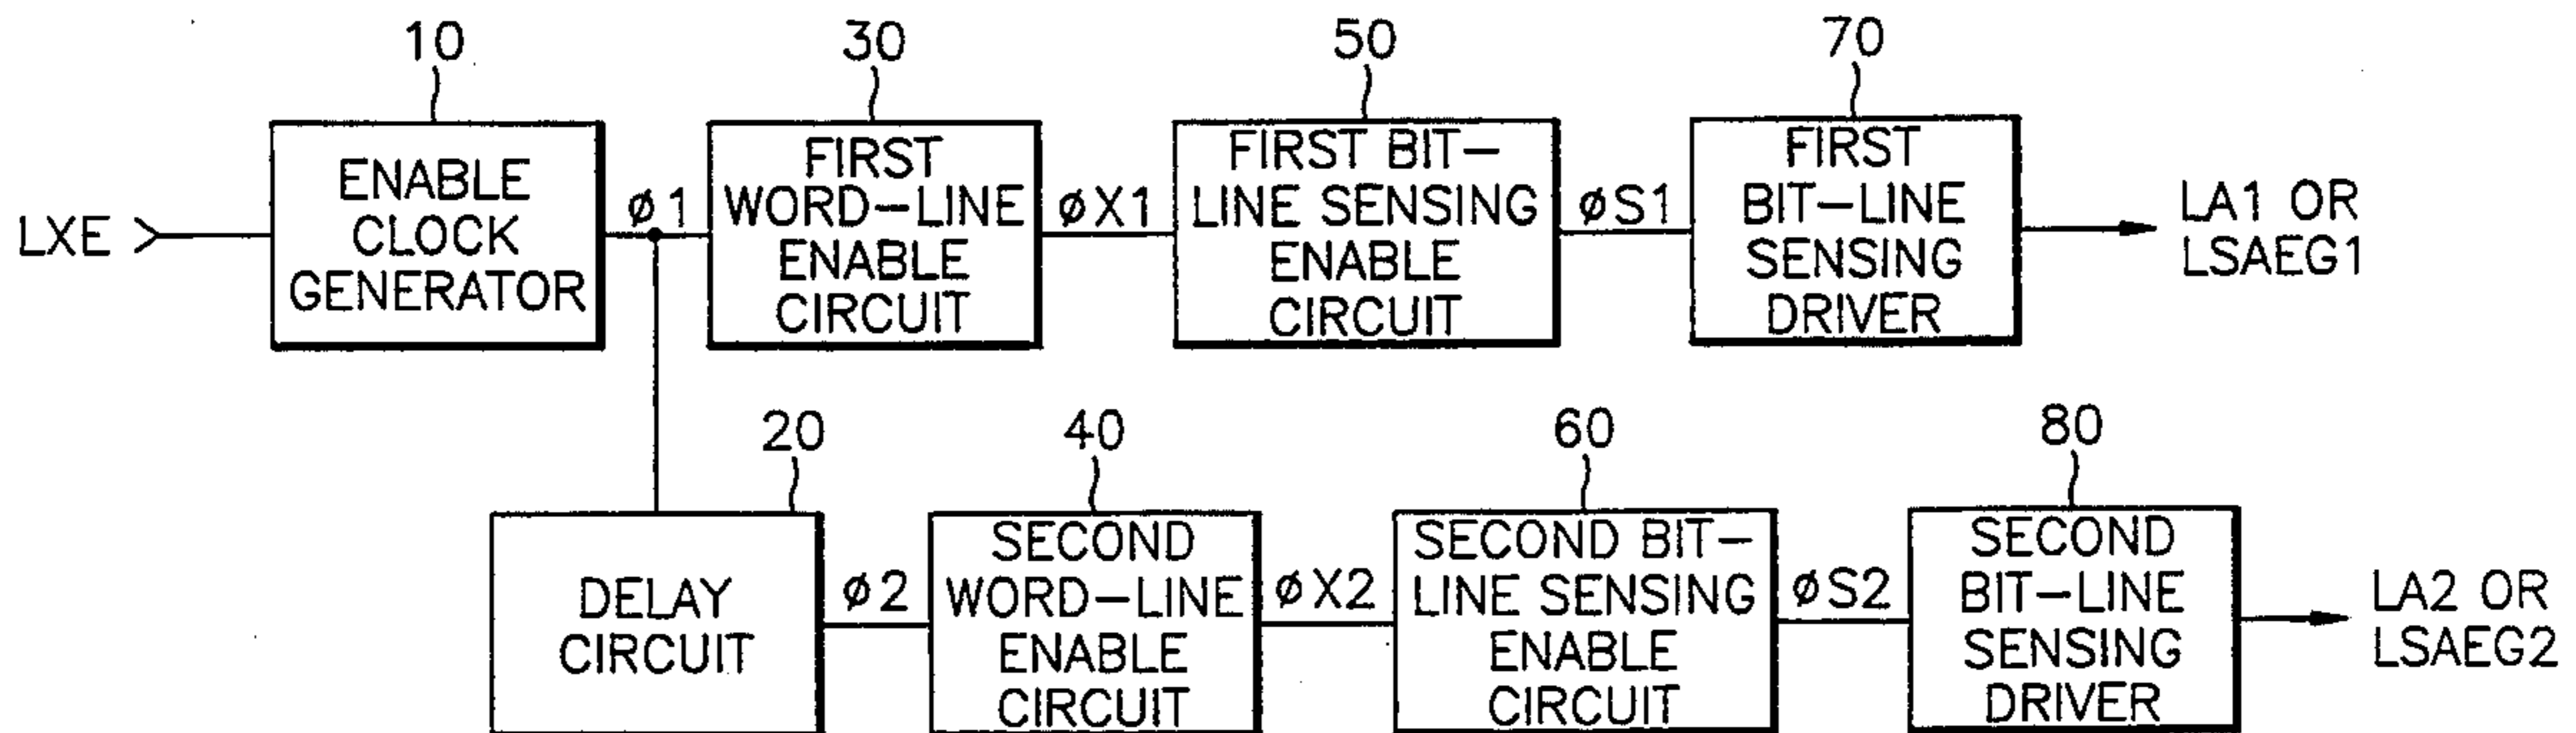 10
30
50
70
LXE
ENABLE
CLOCK
GENERATOR
ø1
FIRST
WORD-LINE
ENABLE
CIRCUIT
øX1
FIRST BIT-
LINE SENSING
ENABLE
CIRCUIT
øS1
FIRST
BIT-LINE
SENSING
DRIVER
LA1 OR
LSAEG1
20
40
60
80
DELAY
CIRCUIT
ø2
SECOND
WORD-LINE
ENABLE
CIRCUIT
øX2
SECOND BIT-
LINE SENSING
ENABLE
CIRCUIT
øS2
SECOND
BIT-LINE
SENSING
DRIVER
LA2 OR
LSAEG2